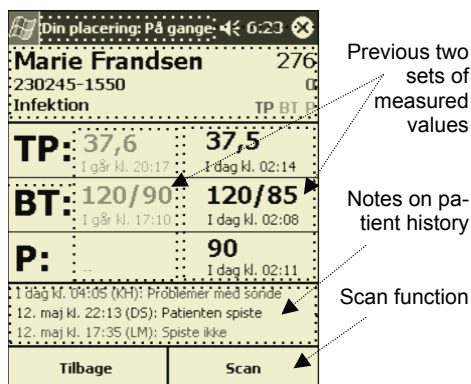 Din placering: På gange 6:23
Marie Frandsen 276
230245-1550 0
Infektion TP BT P
TP: 37,6 37,5
I går kl. 20:17 I dag kl. 02:14
BT: 120/90 120/85
I går kl. 17:10 I dag kl. 02:08
P: 90
-- I dag kl. 02:11
I dag kl. 04:05 (KH): Problemer med sonde
12. maj kl. 22:13 (DS): Patienten spiste
12. maj kl. 17:35 (LM): Spiste ikke
Tilbage Scan
Previous two
sets of
measured
values
Notes on pa-
tient history
Scan function